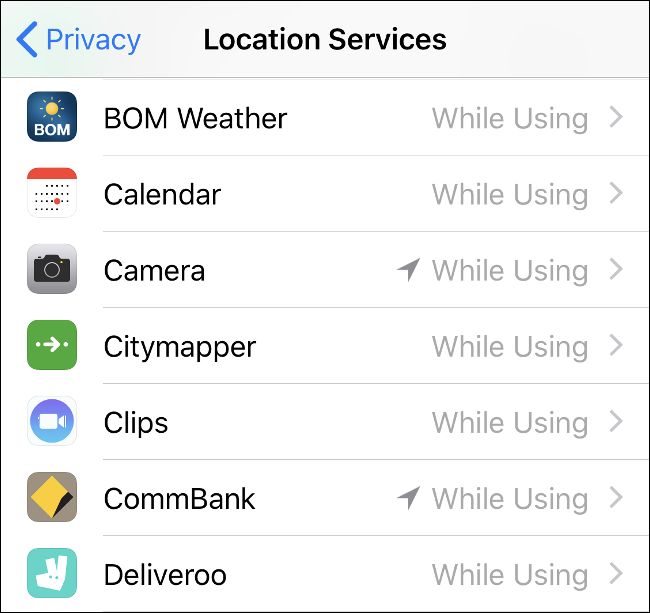 Privacy Location Services
BOM
BOM Weather While Using
Calendar While Using
Camera While Using
Citymapper While Using
Clips While Using
CommBank While Using
Deliveroo While Using